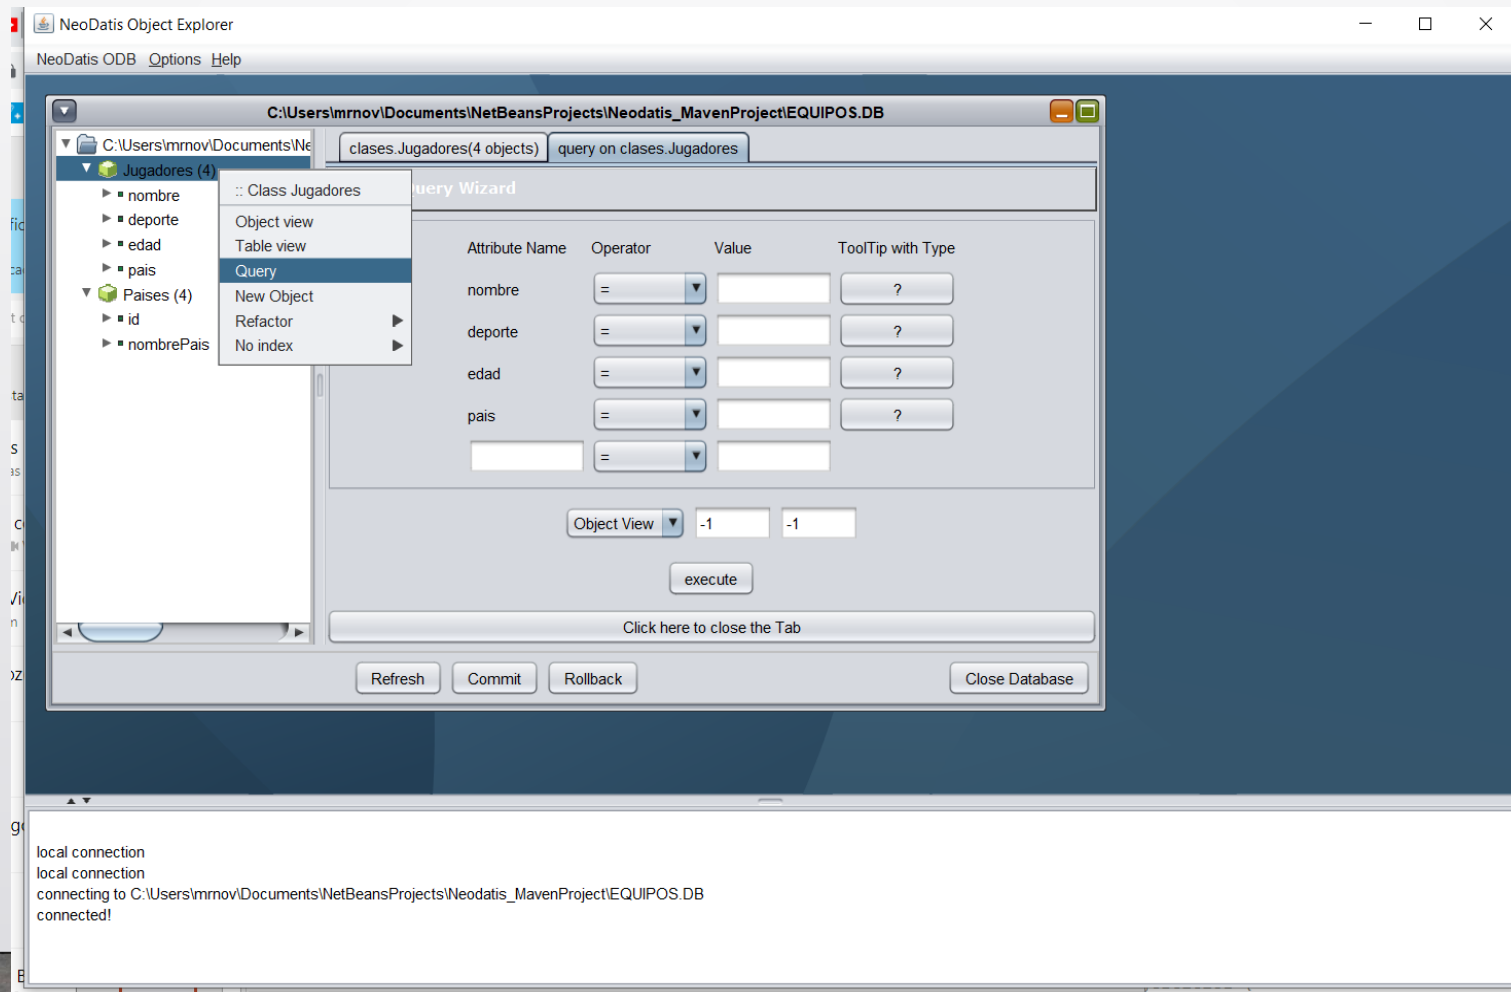 NeoDatis Object Explorer
NeoDatis ODB Options Help
C:\Users\mrnov\Documents\NetBeansProjects\Neodatis_MavenProject\EQUIPOS.DB
C:\Users\mrnov\Documents\Ne
Jugadores (4)
nombre
deporte
edad
pais
Paises (4)
id
nombrePais
:: Class Jugadores
Object view
Table view
Query
New Object
Refactor
No index
clases.Jugadores(4 objects)
query on clases.Jugadores
Query Wizard
Attribute Name Operator Value ToolTip with Type
nombre = ?
deporte = ?
edad = ?
pais = ?
=
Object View -1 -1
execute
Click here to close the Tab
Refresh Commit Rollback Close Database
local connection
local connection
connecting to C:\Users\mrnov\Documents\NetBeansProjects\Neodatis_MavenProject\EQUIPOS.DB
connected!